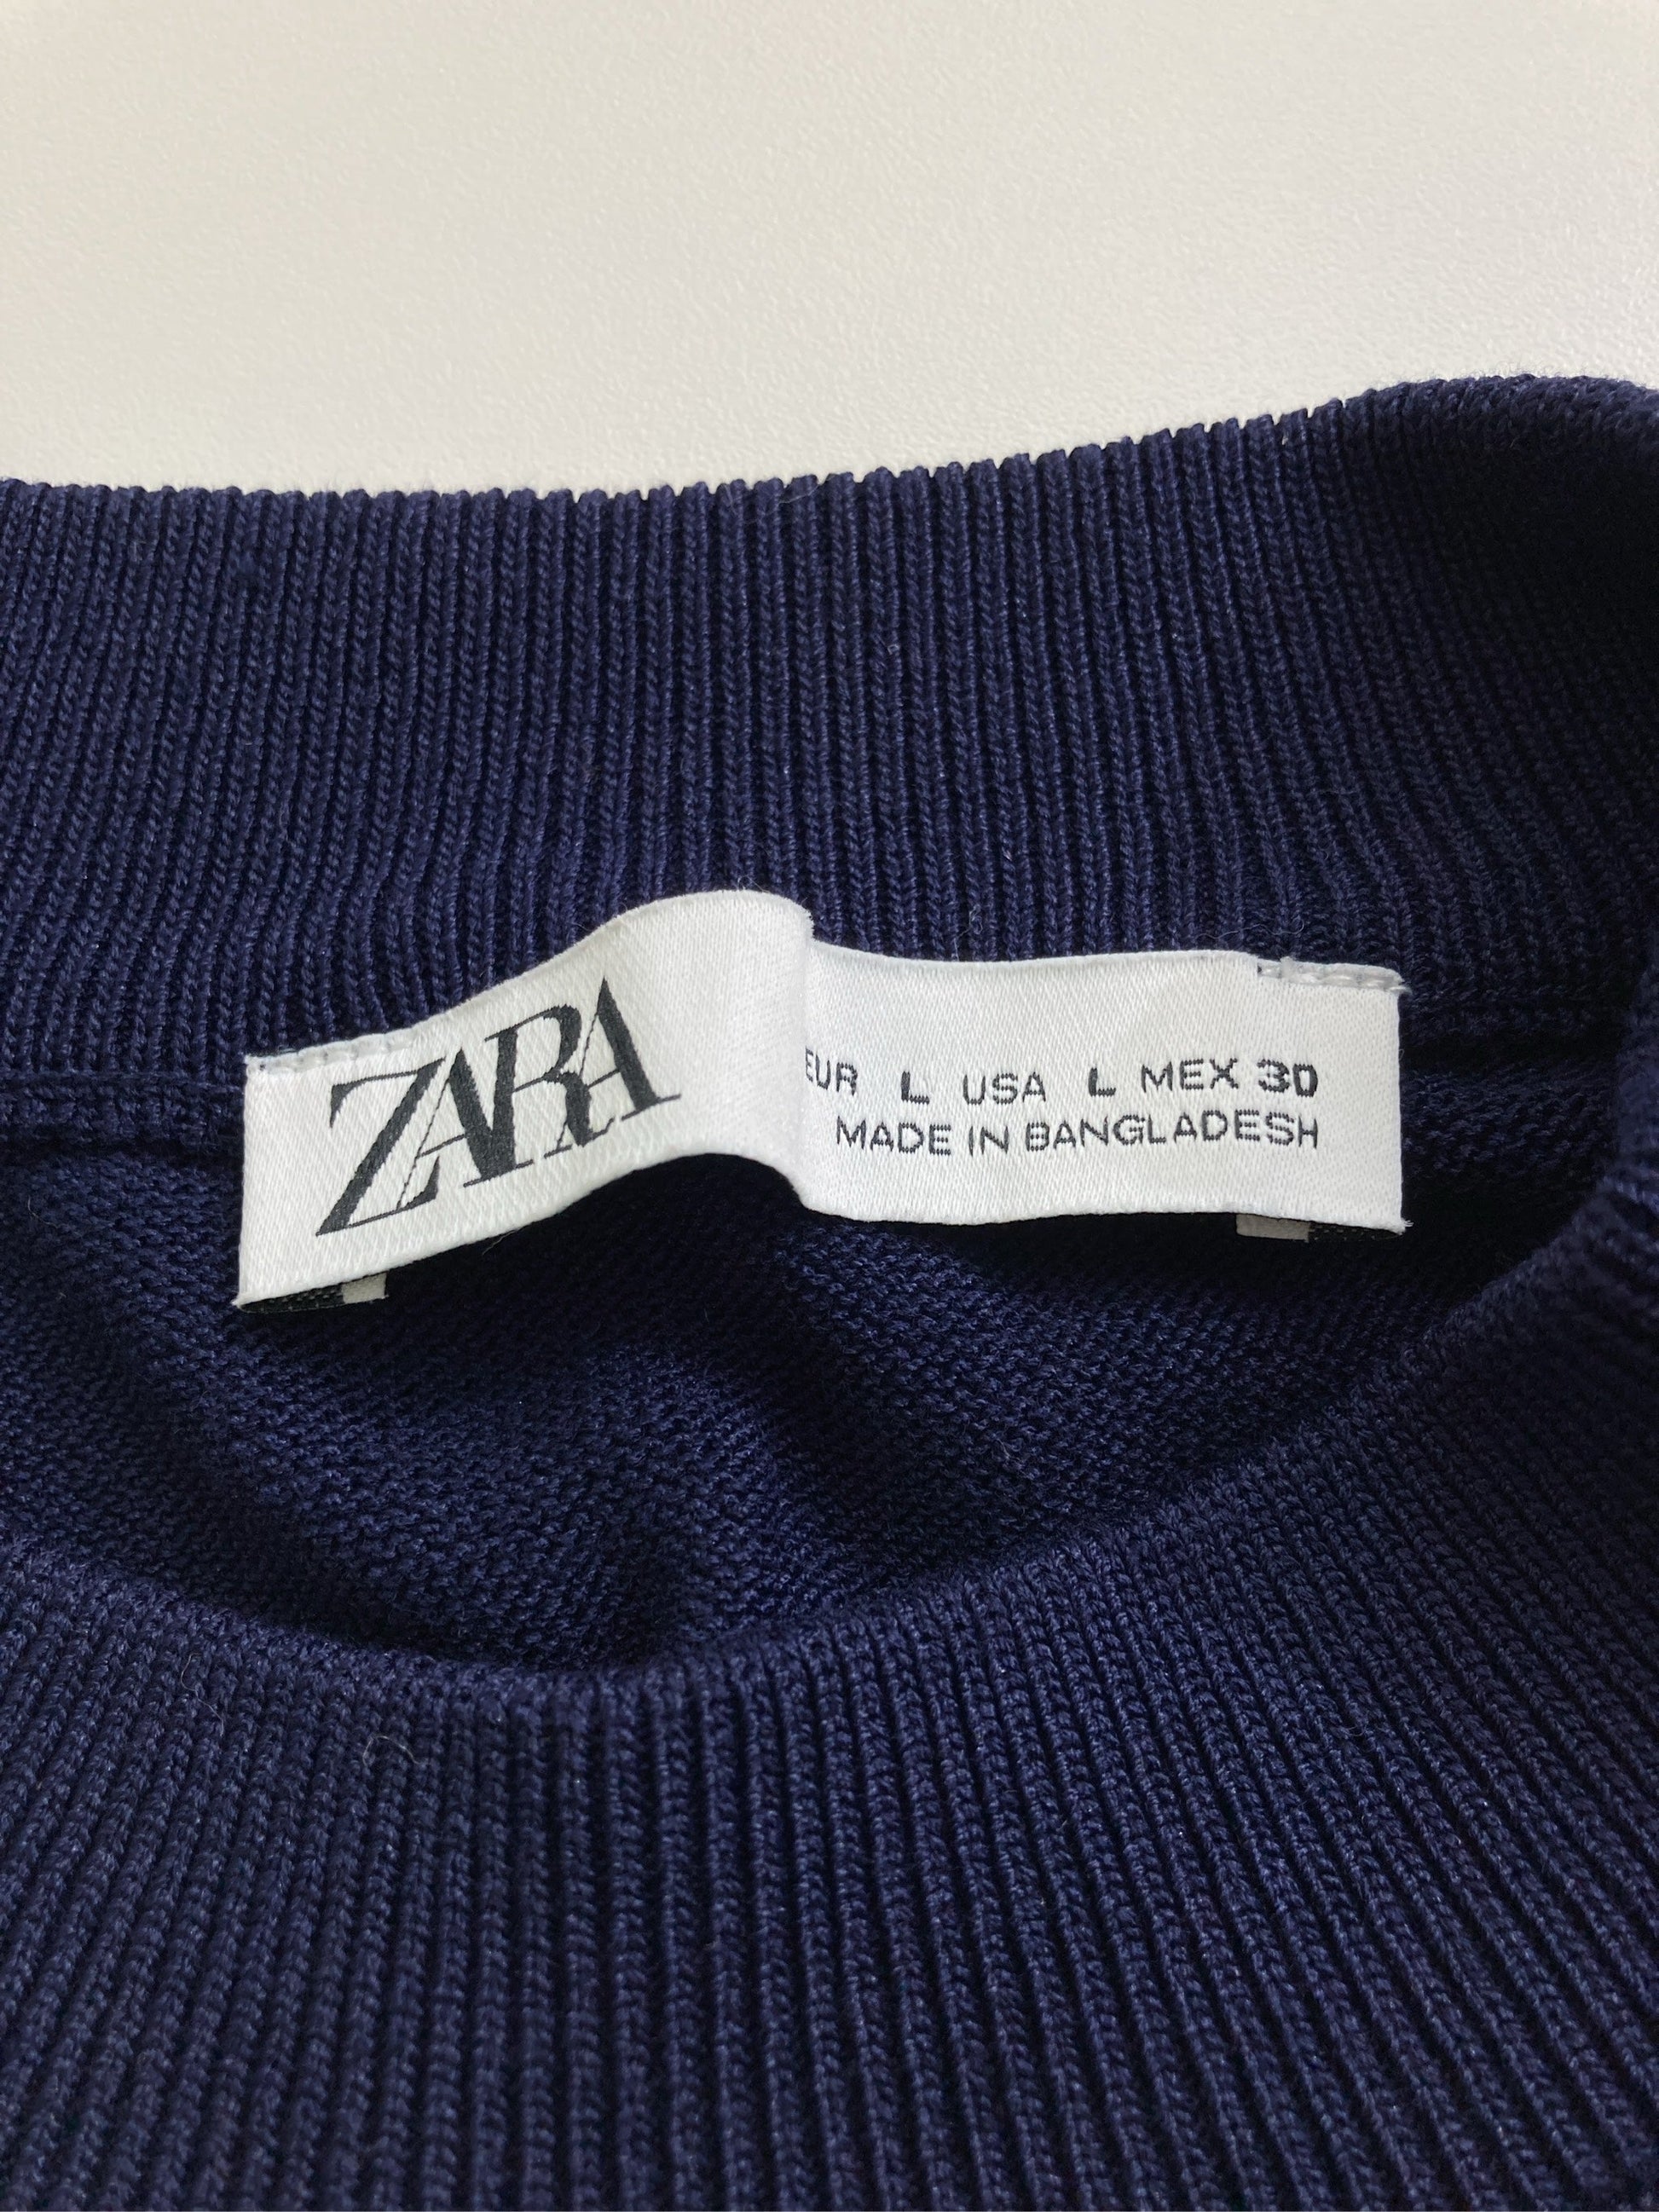 ZARA
EUR L USA L MEX 30
MADE IN BANGLADESH